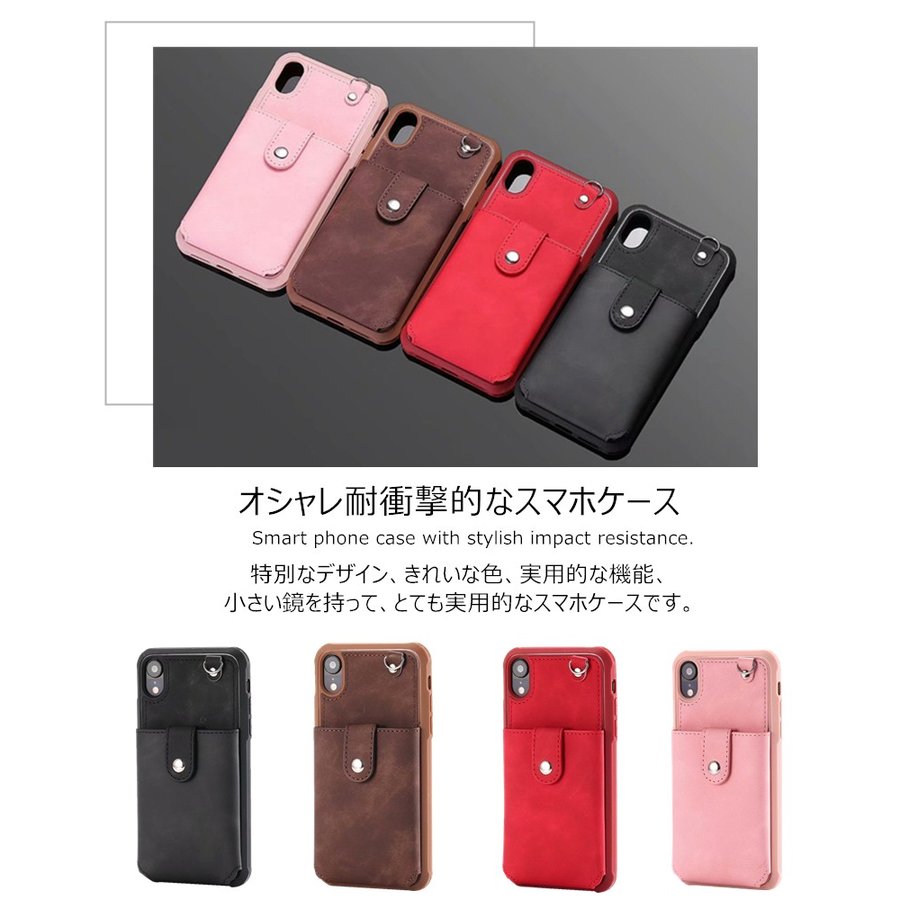 オシャレ耐衝撃的なスマホケース
Smart phone case with stylish impact resistance.
特別なデザイン、きれいな色、実用的な機能、
小さい鏡を持って、とても実用的なスマホケースです。